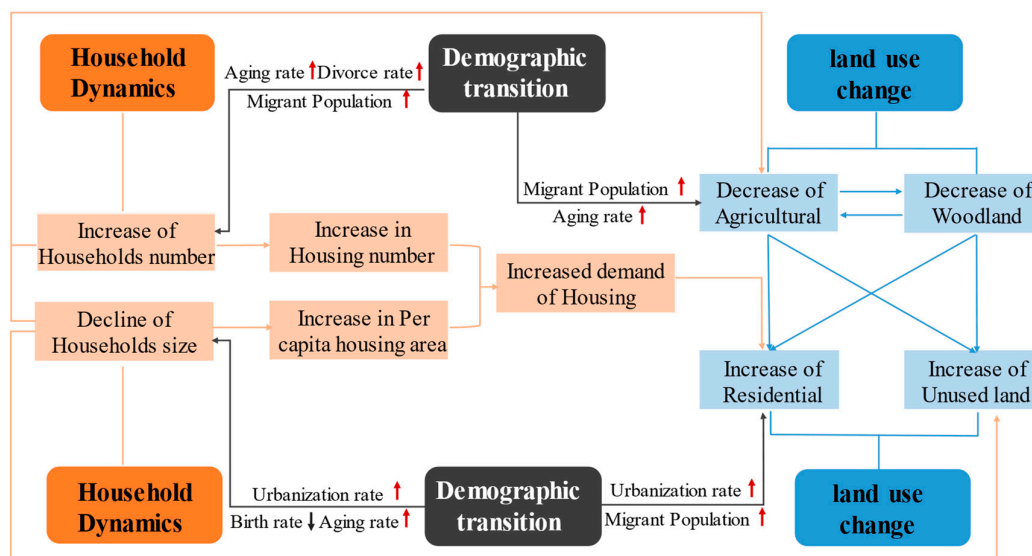 Household
Dynamics
Demographic
transition
land use
change
Aging rate Divorce rate
Migrant Population
Migrant Population
Aging rate
Decrease of
Agricultural
Decrease of
Woodland
Increase of
Households number
Increase in
Housing number
Increased demand
of Housing
Decline of
Households size
Increase in Per
capita housing area
Increase of
Residential
Increase of
Unused land
Household
Dynamics
Urbanization rate
Birth rate Aging rate
Demographic
transition
Urbanization rate
Migrant Population
land use
change